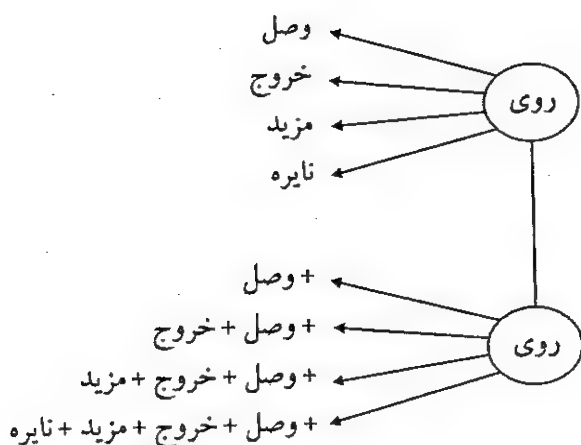 وصل
خروج
روی
مزید
نایره
+ وصل
+ وصل + خروج
روی
+ وصل + خروج + مزید
+ وصل + خروج + مزید + نایره